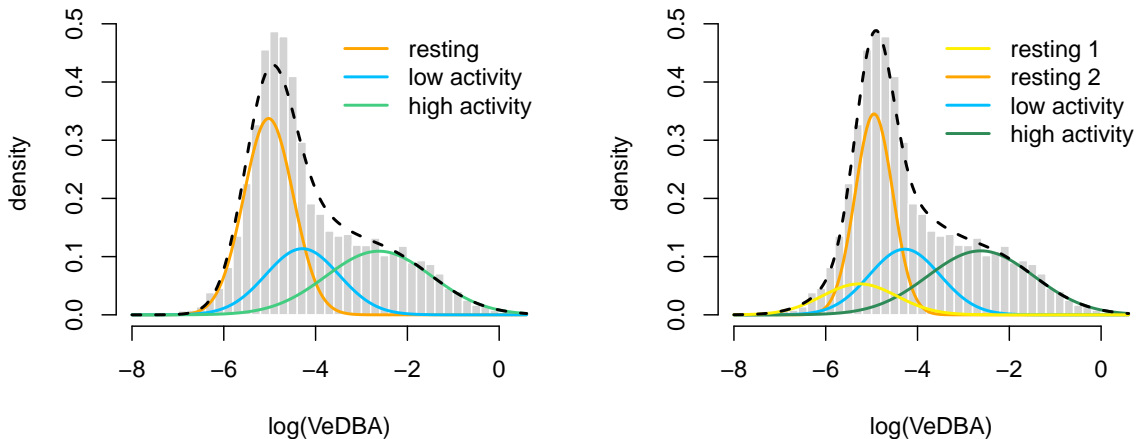 0.5
0.4
0.3
0.2
0.1
0.0
density
resting
low activity
high activity
−8
−6
−4
−2
0
log(VeDBA)
0.5
0.4
0.3
0.2
0.1
0.0
density
resting 1
resting 2
low activity
high activity
−8
−6
−4
−2
0
log(VeDBA)